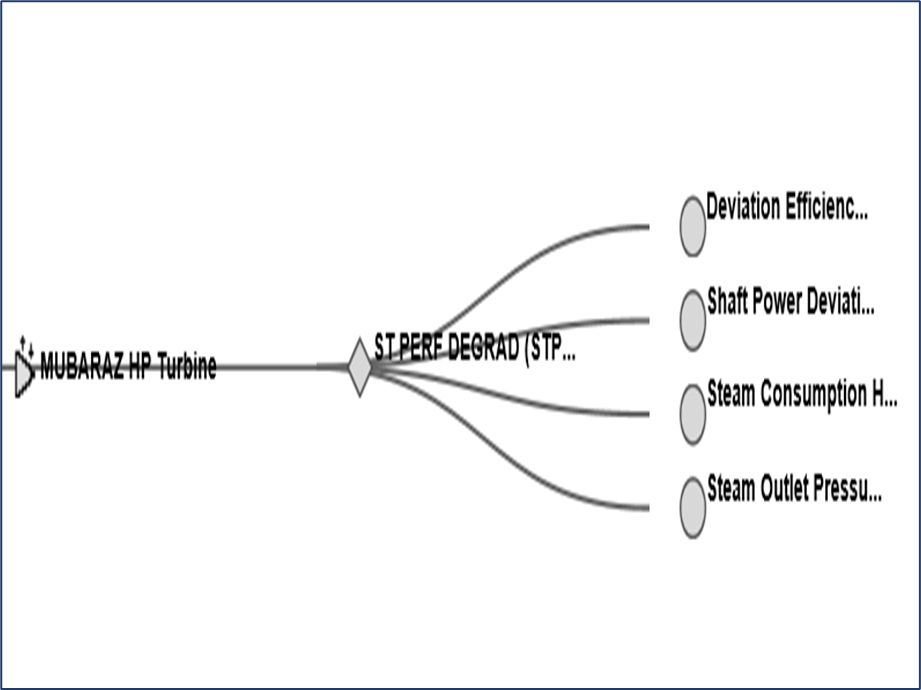 Deviation Efficienc...
Shaft Power Deviati...
ST PERF DEGRAD (STP...
MUBARAZ HP Turbine
Steam Consumption H...
Steam Outlet Pressu...